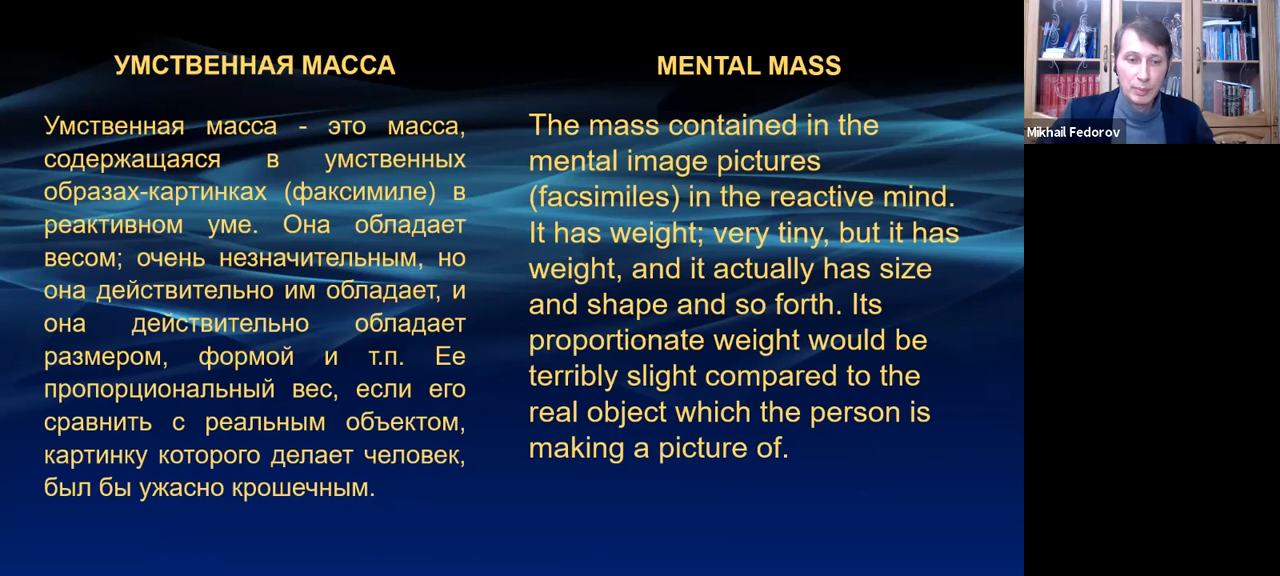 УМСТВЕННАЯ МАССА
Умственная масса - это масса,
содержащаяся в умственных
образах-картинках (факсимиле) в
реактивном уме. Она обладает
весом; очень незначительным, но
она действительно им обладает, и
она действительно обладает
размером, формой и т.п. Ее
пропорциональный вес, если его
сравнить с реальным объектом,
картинку которого делает человек,
был бы ужасно крошечным.
MENTAL MASS
The mass contained in the
mental image pictures
(facsimiles) in the reactive mind.
It has weight; very tiny, but it has
weight, and it actually has size
and shape and so forth. Its
proportionate weight would be
terribly slight compared to the
real object which the person is
making a picture of.
Mikhail Fedorov